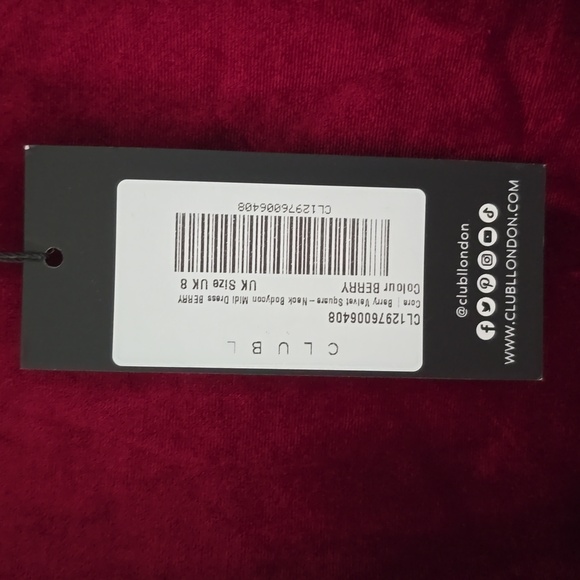 CLUBL
CL12976006408
Cora | Berry Velvet Square-Neck Bodycon Midi Dress BERRY
Colour BERRY
UK Size UK 8
CL12976006408
@clubllondon
WWW.CLUBLLONDON.COM